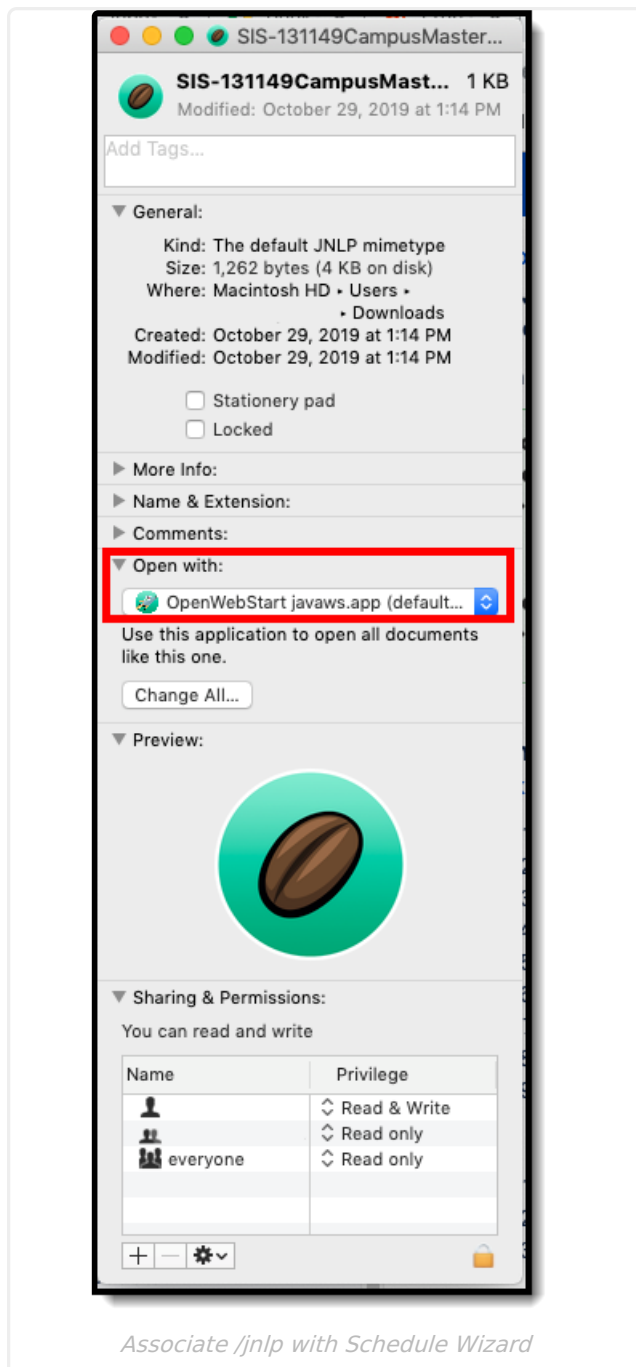 SIS-131149CampusMaster...
SIS-131149CampusMast... 1 KB
Modified: October 29, 2019 at 1:14 PM
Add Tags...
General:
Kind: The default JNLP mimetype
Size: 1,262 bytes (4 KB on disk)
Where: Macintosh HD ▸ Users ▸
▸ Downloads
Created: October 29, 2019 at 1:14 PM
Modified: October 29, 2019 at 1:14 PM
Stationery pad
Locked
More Info:
Name & Extension:
Comments:
Open with:
OpenWebStart javaws.app (default...
Use this application to open all documents
like this one.
Change All...
Preview:
Sharing & Permissions:
You can read and write
Name Privilege
Read & Write
Read only
everyone Read only
Associate /jnlp with Schedule Wizard